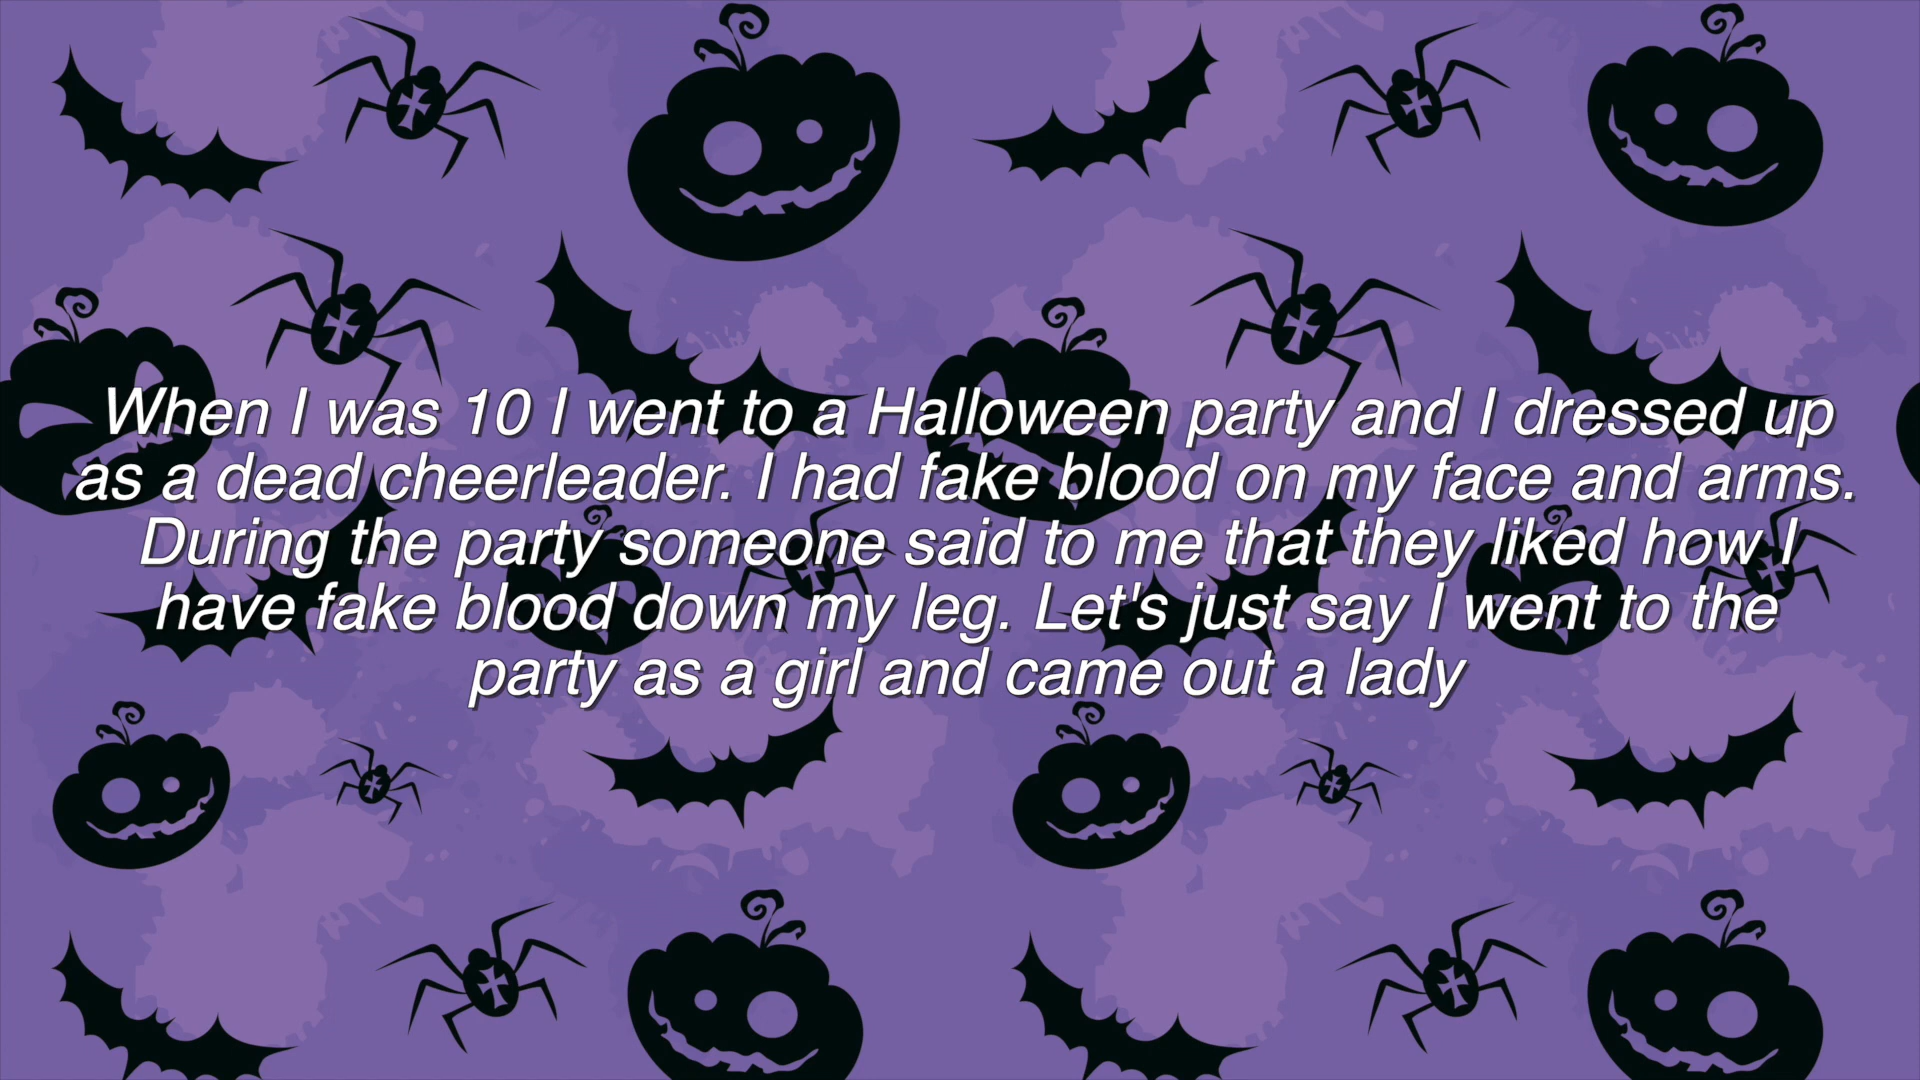 When I was 10 I went to a Halloween party and I dressed up
as a dead cheerleader. I had fake blood on my face and arms.
During the party someone said to me that they liked how I
have fake blood down my leg. Let's just say I went to the
party as a girl and came out a lady